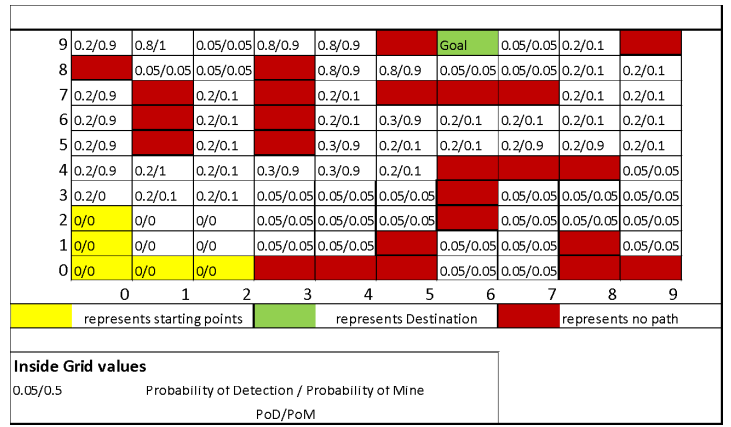 9 0.2/0.9 0.8/1 0.05/0.05 0.8/0.9 0.8/0.9 Goal 0.05/0.05 0.2/0.1
8 0.05/0.05 0.05/0.05 0.8/0.9 0.8/0.9 0.05/0.05 0.05/0.05 0.2/0.1 0.2/0.1
7 0.2/0.9 0.2/0.1 0.2/0.1 0.2/0.1 0.2/0.1
6 0.2/0.9 0.2/0.1 0.2/0.1 0.3/0.9 0.2/0.1 0.2/0.1 0.2/0.1 0.2/0.1
5 0.2/0.9 0.2/0.1 0.3/0.9 0.2/0.1 0.2/0.1 0.2/0.9 0.2/0.9 0.2/0.1
4 0.2/0.9 0.2/1 0.2/0.1 0.3/0.9 0.3/0.9 0.2/0.1 0.05/0.05
3 0.2/0 0.2/0.1 0.2/0.1 0.05/0.05 0.05/0.05 0.05/0.05 0.05/0.05 0.05/0.05 0.05/0.05
2 0/0 0/0 0/0 0.05/0.05 0.05/0.05 0.05/0.05 0.05/0.05 0.05/0.05 0.05/0.05
1 0/0 0/0 0/0 0.05/0.05 0.05/0.05 0.05/0.05 0.05/0.05 0.05/0.05
0 0/0 0/0 0/0 0.05/0.05 0.05/0.05
0 1 2 3 4 5 6 7 8 9
represents starting points represents Destination represents no path
Inside Grid values
0.05/0.5 Probability of Detection / Probability of Mine
PoD/PoM